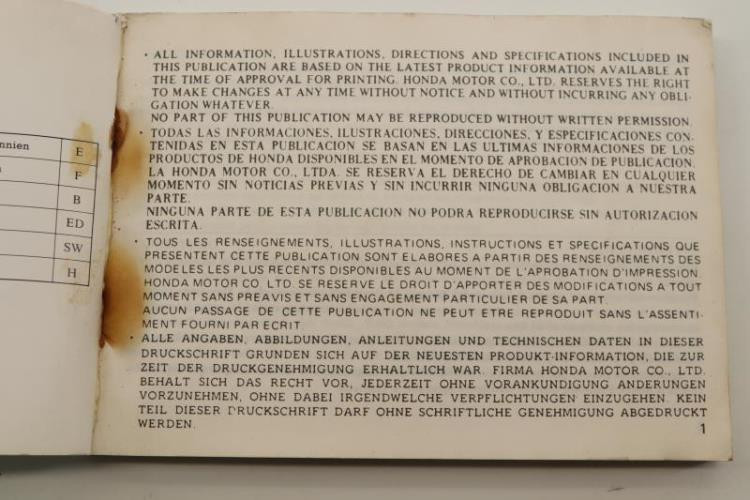 nnien E
F
B
ED
SW
H
· ALL INFORMATION, ILLUSTRATIONS, DIRECTIONS AND SPECIFICATIONS INCLUDED IN
THIS PUBLICATION ARE BASED ON THE LATEST PRODUCT INFORMATION AVAILABLE AT
THE TIME OF APPROVAL FOR PRINTING. HONDA MOTOR CO., LTD. RESERVES THE RIGHT
TO MAKE CHANGES AT ANY TIME WITHOUT NOTICE AND WITHOUT INCURRING ANY OBLI-
GATION WHATEVER.
NO PART OF THIS PUBLICATION MAY BE REPRODUCED WITHOUT WRITTEN PERMISSION.
· TODAS LAS INFORMACIONES, ILUSTRACIONES, DIRECCIONES, Y ESPECIFICACIONES CON-
TENIDAS EN ESTA PUBLICACION SE BASAN EN LAS ULTIMAS INFORMACIONES DE LOS
PRODUCTOS DE HONDA DISPONIBLES EN EL MOMENTO DE APROBACION DE PUBLICACION.
LA HONDA MOTOR CO., LTDA. SE RESERVA EL DERECHO DE CAMBIAR EN CUALQUIER
MOMENTO SIN NOTICIAS PREVIAS Y SIN INCURRIR NINGUNA OBLIGACION A NUESTRA
PARTE.
NINGUNA PARTE DE ESTA PUBLICACION NO PODRA REPRODUCIRSE SIN AUTORIZACION
ESCRITA.
· TOUS LES RENSEIGNEMENTS, ILLUSTRATIONS, INSTRUCTIONS ET SPECIFICATIONS QUE
PRESENTENT CETTE PUBLICATION SONT ELABORES A PARTIR DES RENSEIGNEMENTS DES
MODELES LES PLUS RECENTS DISPONIBLES AU MOMENT DE L'APROBATION D'IMPRESSION.
HONDA MOTOR CO. LTD. SE RESERVE LE DROIT D'APPORTER DES MODIFICATIONS A TOUT
MOMENT SANS PREAVIS ET SANS ENGAGEMENT PARTICULIER DE SA PART.
AUCUN PASSAGE DE CETTE PUBLICATION NE PEUT ETRE REPRODUIT SANS L'ASSENTI-
MENT FOURNI PAR ECRIT.
· ALLE ANGABEN, ABBILDUNGEN, ANLEITUNGEN UND TECHNISCHEN DATEN IN DIESER
DRUCKSCHRIFT GRUNDEN SICH AUF DER NEUESTEN PRODUKT-INFORMATION, DIE ZUR
ZEIT DER DRUCKGENEHMIGUNG ERHALTLICH WAR. FIRMA HONDA MOTOR CO., LTD.
BEHALT SICH DAS RECHT VOR, JEDERZEIT OHNE VORANKUNDIGUNG ANDERUNGEN
VORZUNEHMEN, OHNE DABEI IRGENDWELCHE VERPFLICHTUNGEN EINZUGEHEN. KEIN
TEIL DIESER DRUCKSCHRIFT DARF OHNE SCHRIFTLICHE GENEHMIGUNG ABGEDRUCKT
WERDEN.
1